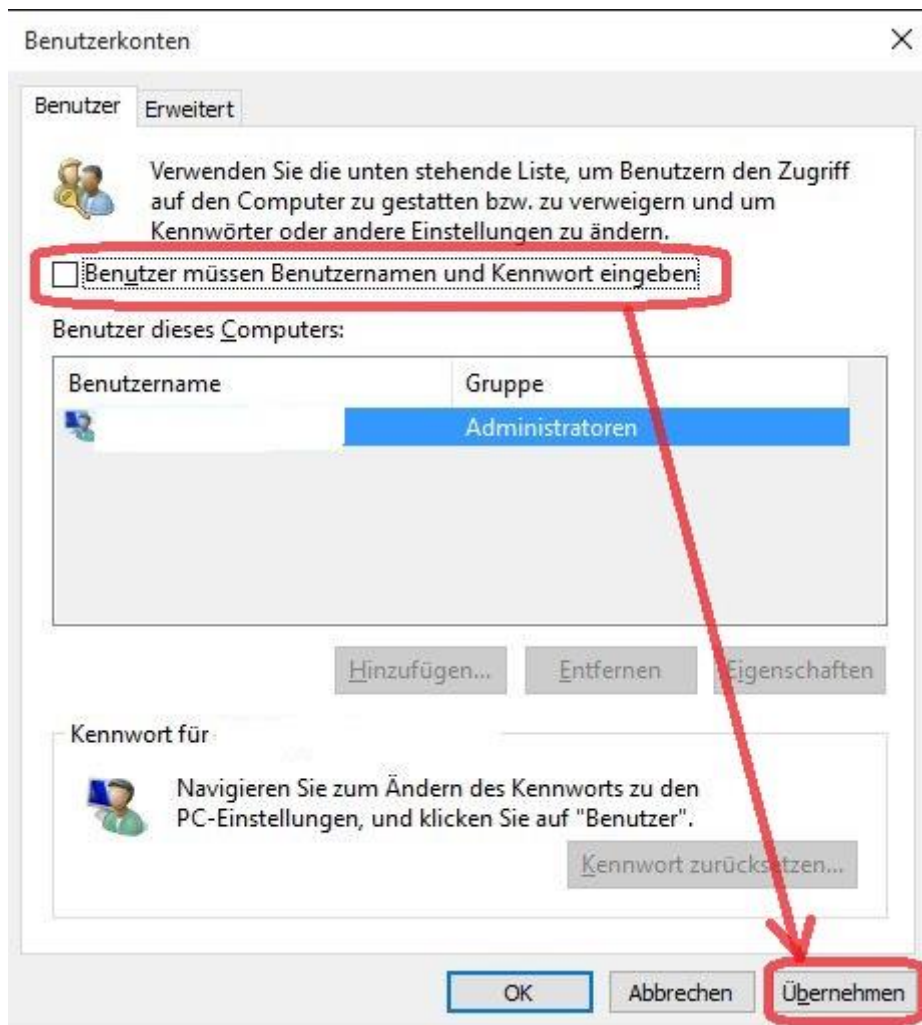 Benutzerkonten
Benutzer
Erweitert
Verwenden Sie die unten stehende Liste, um Benutzern den Zugriff
auf den Computer zu gestatten bzw. zu verweigern und um
Kennwörter oder andere Einstellungen zu ändern.
Benutzer müssen Benutzernamen und Kennwort eingeben
Benutzer dieses Computers:
Benutzername
Gruppe
Administratoren
Hinzufügen...
Entfernen
Eigenschaften
Kennwort für
Navigieren Sie zum Ändern des Kennworts zu den
PC-Einstellungen, und klicken Sie auf "Benutzer".
Kennwort zurücksetzen...
OK
Abbrechen
Übernehmen